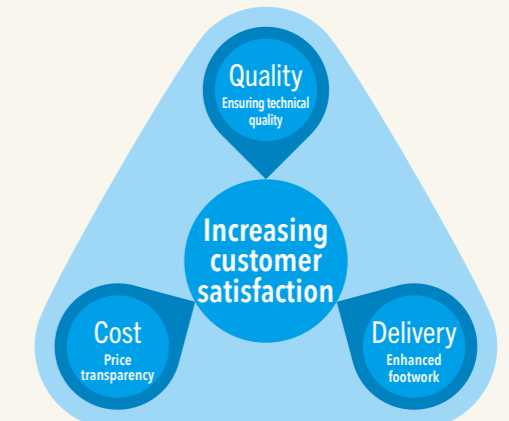 Quality
Ensuring technical
quality
Increasing
customer
satisfaction
Cost
Price
transparency
Delivery
Enhanced
footwork